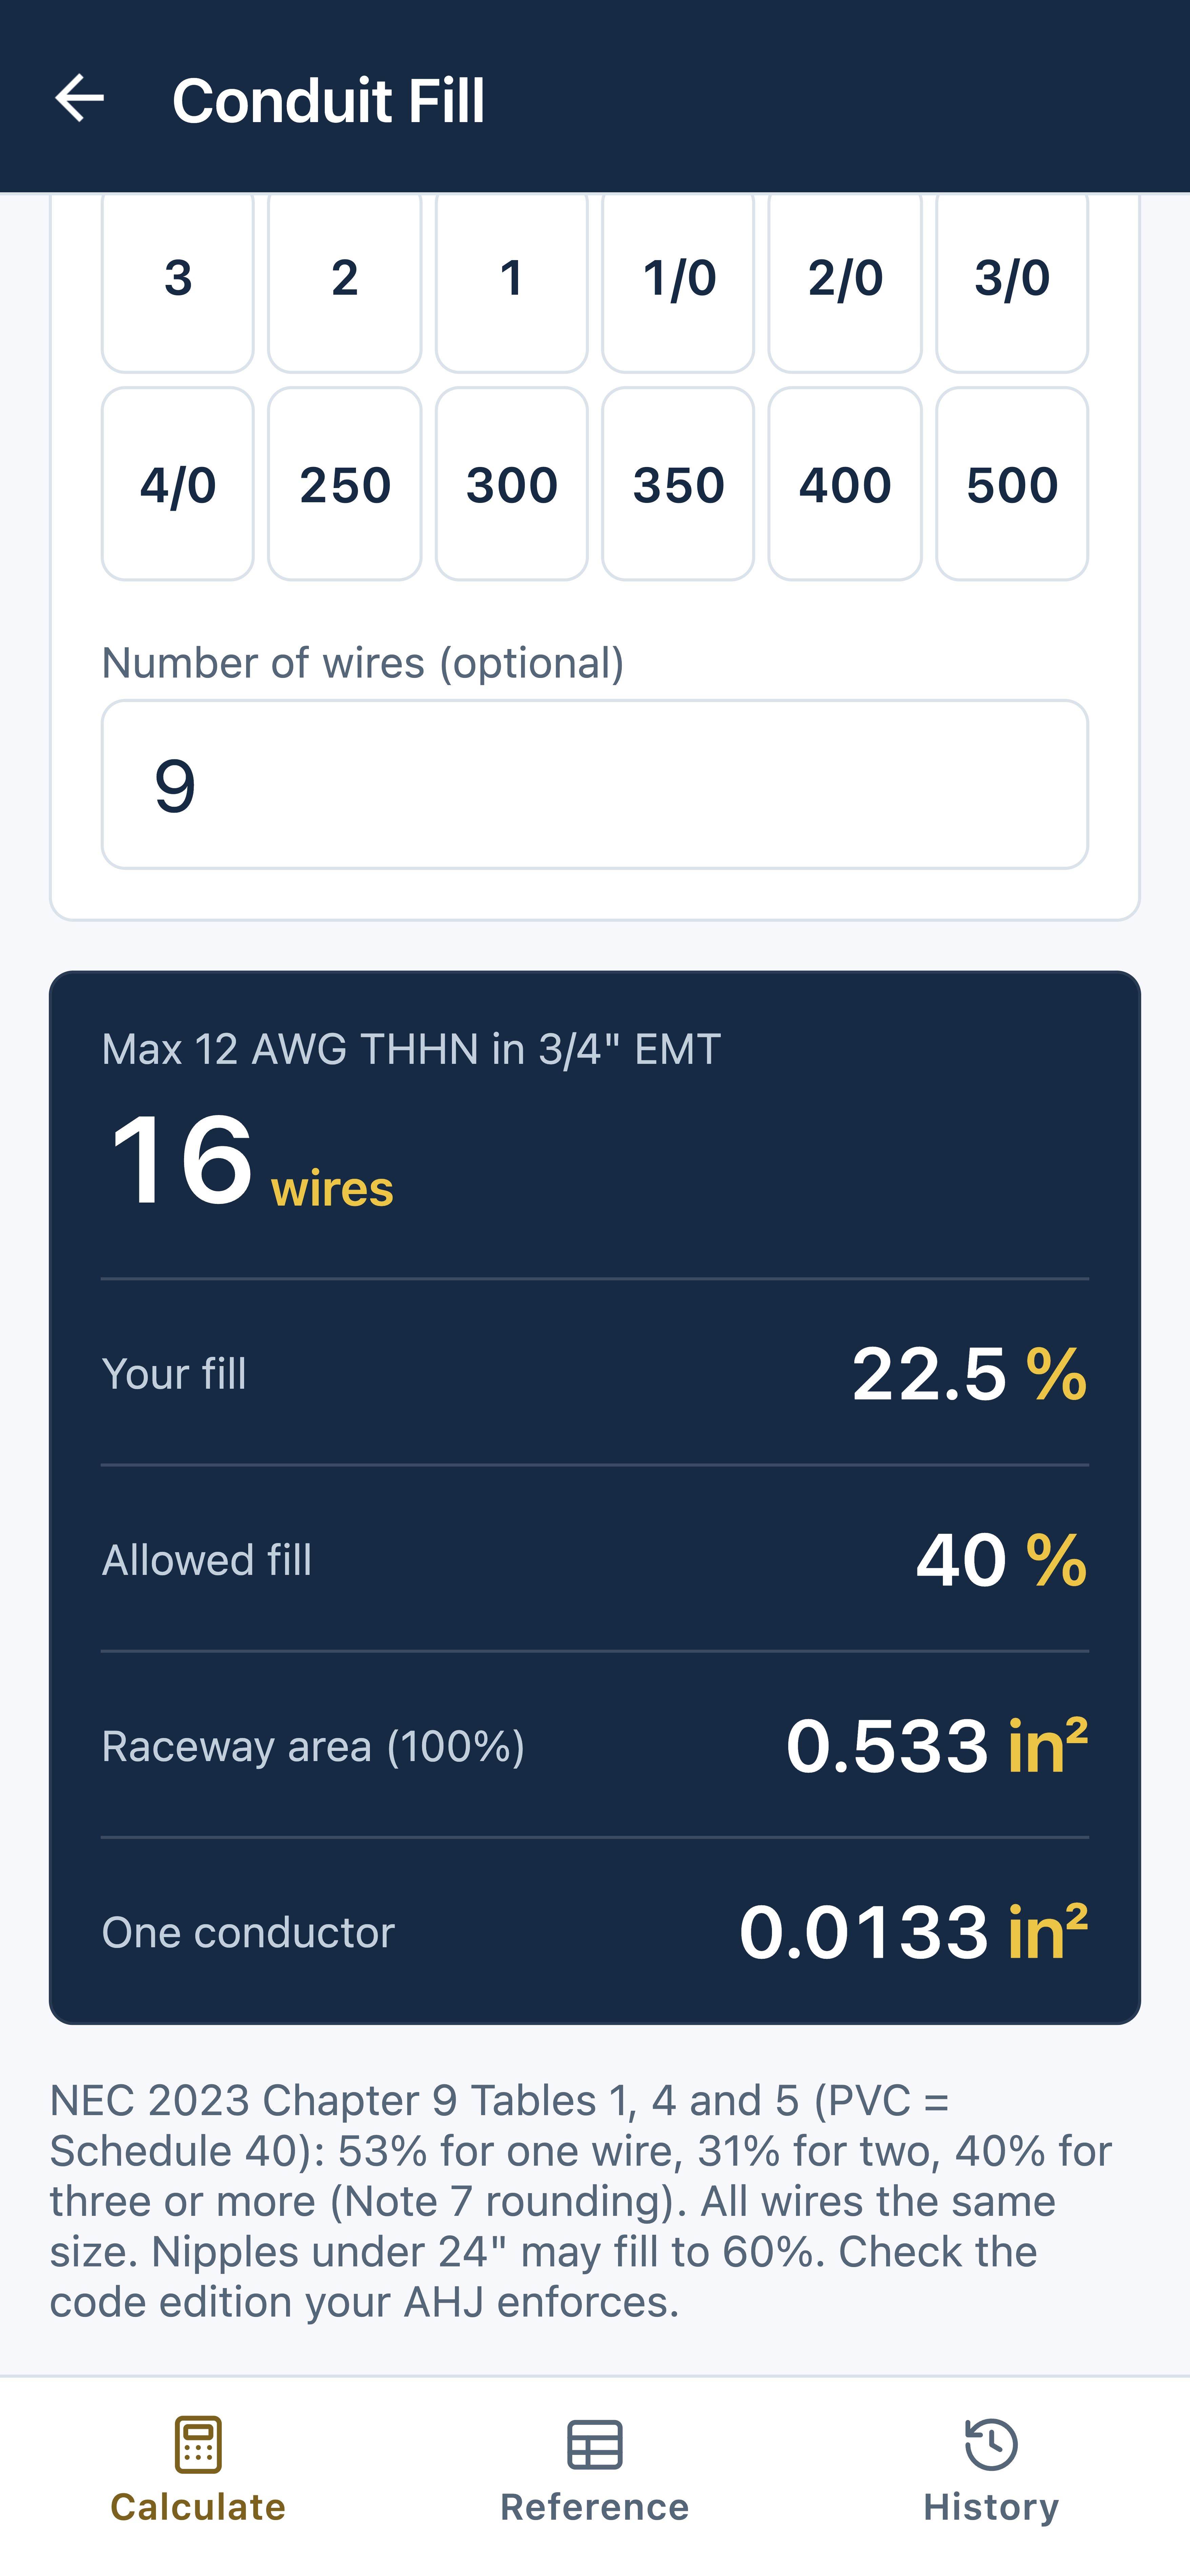 Conduit Fill
3 2 1 1/0 2/0 3/0
4/0 250 300 350 400 500
Number of wires (optional)
9
Max 12 AWG THHN in 3/4" EMT
16 wires
Your fill 22.5 %
Allowed fill 40 %
Raceway area (100%) 0.533 in²
One conductor 0.0133 in²
NEC 2023 Chapter 9 Tables 1, 4 and 5 (PVC =
Schedule 40): 53% for one wire, 31% for two, 40% for
three or more (Note 7 rounding). All wires the same
size. Nipples under 24" may fill to 60%. Check the
code edition your AHJ enforces.
Calculate Reference History